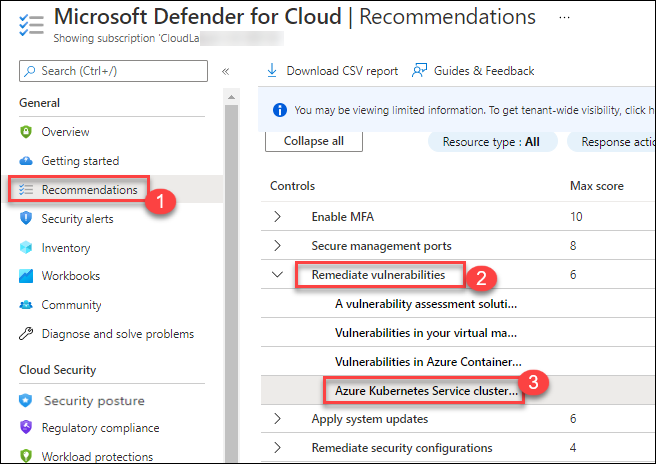 Microsoft Defender for Cloud | Recommendations ...
Showing subscription 'CloudLa
Search (Ctrl+/) «
Download CSV report Guides & Feedback
General
Overview
Getting started
Recommendations
1
Security alerts
Inventory
Workbooks
Community
Diagnose and solve problems
Cloud Security
Security posture
Regulatory compliance
Workload protections
You may be viewing limited information. To get tenant-wide visibility, click h
Collapse all Resource type : All Response actio
Controls Max score
Enable MFA 10
Secure management ports 8
Remediate vulnerabilities 2 6
A vulnerability assessment soluti...
Vulnerabilities in your virtual ma...
Vulnerabilities in Azure Container...
Azure Kubernetes Service cluster... 3
Apply system updates 6
Remediate security configurations 4